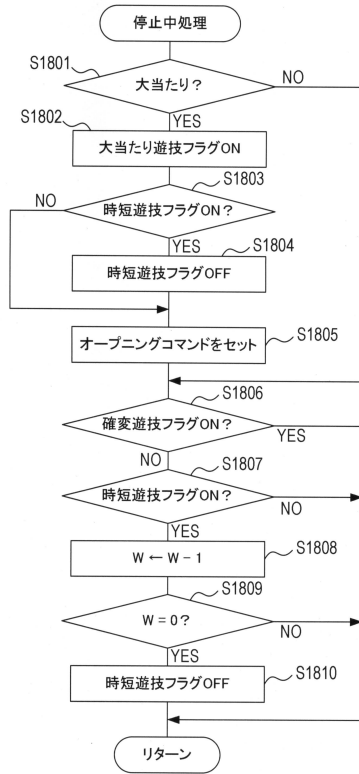 停止中処理
S1801
大当たり？
NO
YES
S1802
大当たり遊技フラグON
S1803
NO
時短遊技フラグON？
YES
S1804
時短遊技フラグOFF
オープニングコマンドをセット
S1805
S1806
確変遊技フラグON？
YES
NO
S1807
時短遊技フラグON？
NO
YES
W ← W − 1
S1808
S1809
W = 0？
NO
YES
時短遊技フラグOFF
S1810
リターン